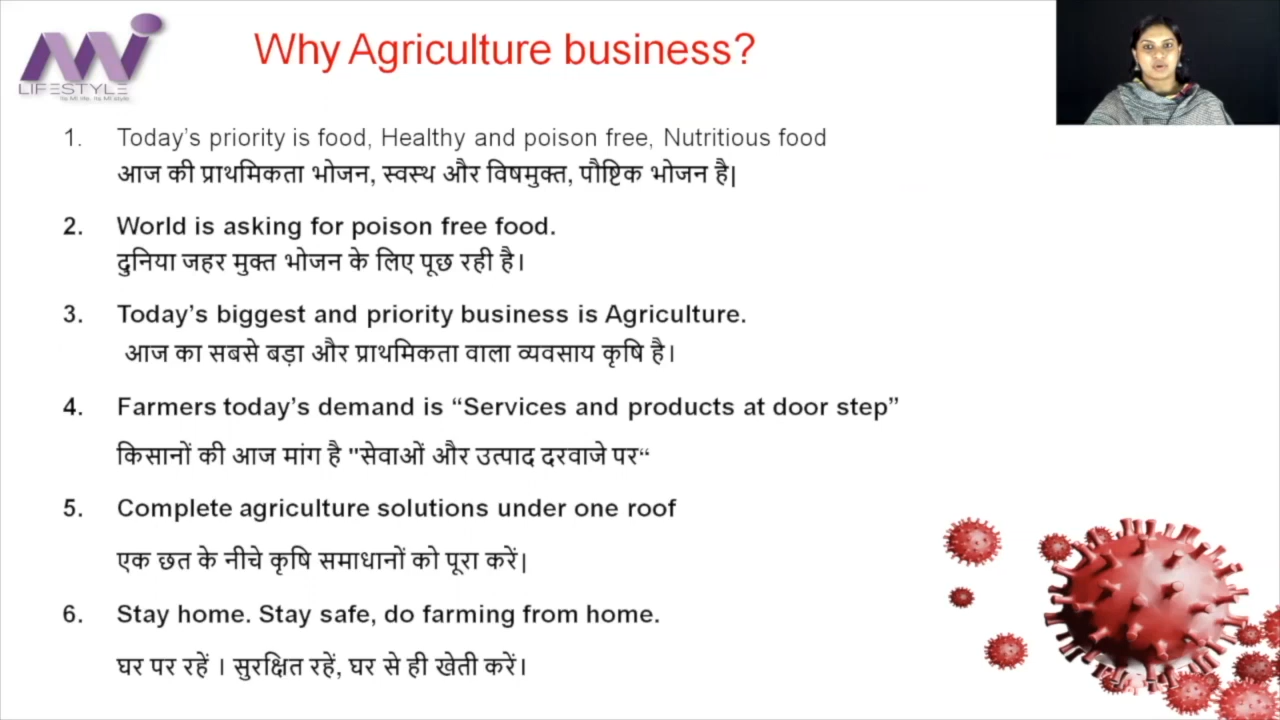 MI
LIFESTYLE
Why Agriculture business?
1. Today's priority is food, Healthy and poison free, Nutritious food
आज की प्राथमिकता भोजन, स्वस्थ और विषमुक्त, पौष्टिक भोजन है|
2. World is asking for poison free food.
दुनिया जहर मुक्त भोजन के लिए पूछ रही है।
3. Today's biggest and priority business is Agriculture.
आज का सबसे बड़ा और प्राथमिकता वाला व्यवसाय कृषि है।
4. Farmers today's demand is “Services and products at door step”
किसानों की आज मांग है "सेवाओं और उत्पाद दरवाजे पर“
5. Complete agriculture solutions under one roof
एक छत के नीचे कृषि समाधानों को पूरा करें|
6. Stay home. Stay safe, do farming from home.
घर पर रहें । सुरक्षित रहें, घर से ही खेती करें।